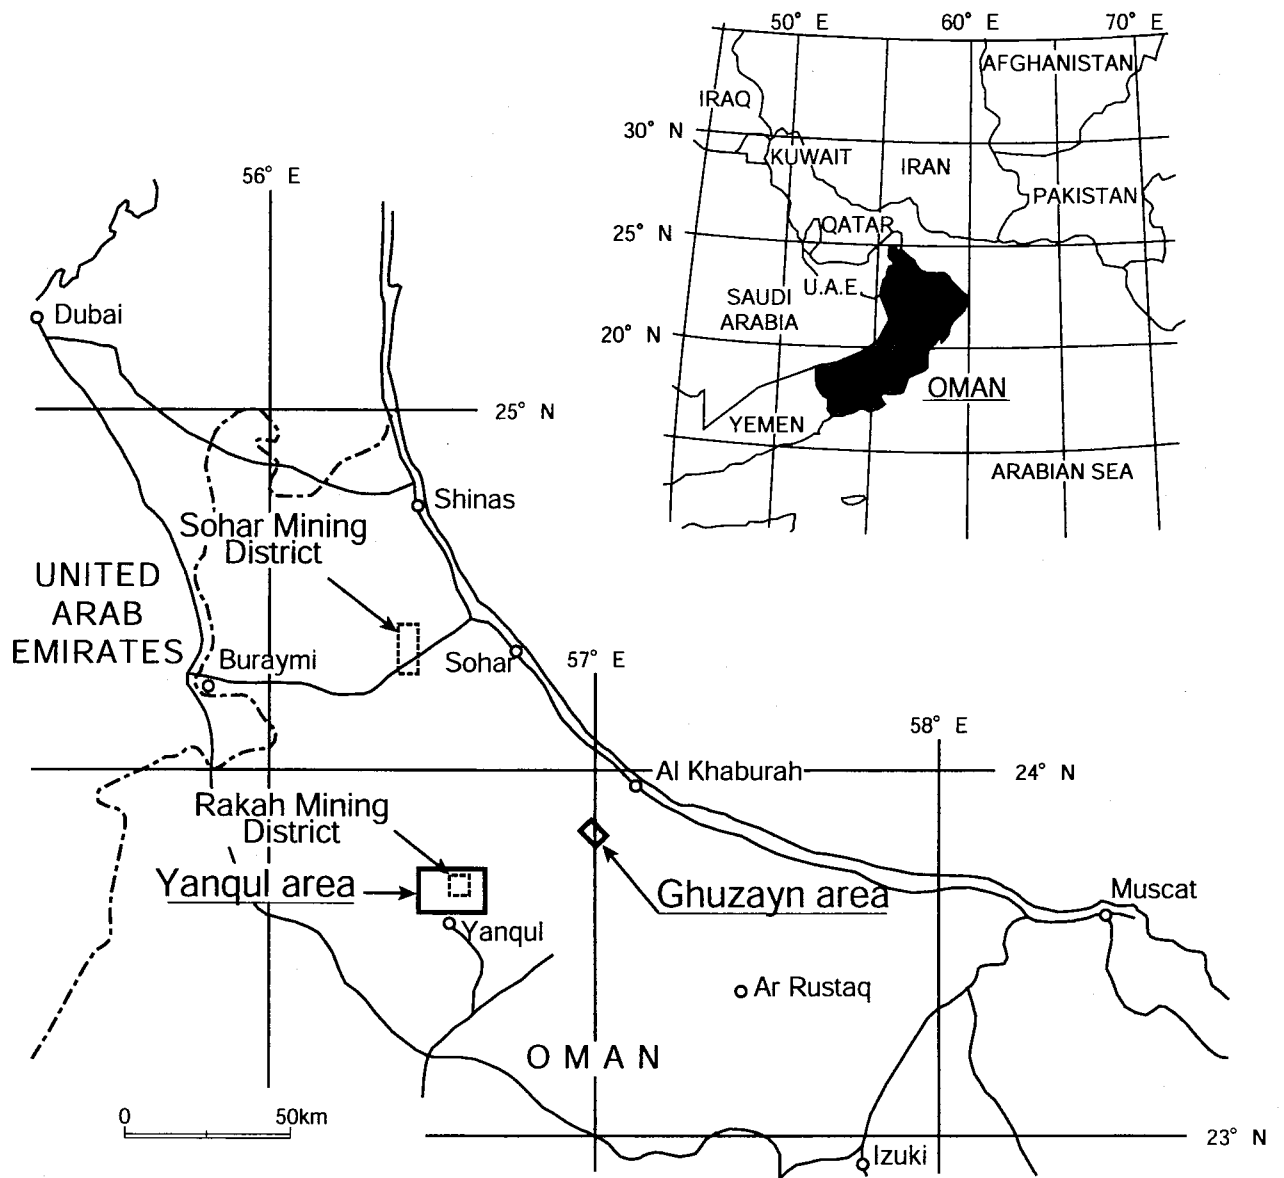 50° E
60° E
70° E
AFGHANISTAN
IRAQ
30° N
KUWAIT
IRAN
PAKISTAN
25° N
QATAR
U.A.E.
SAUDI
ARABIA
20° N
OMAN
YEMEN
ARABIAN SEA
56° E
Dubai
25° N
Shinas
Sohar Mining
District
UNITED
ARAB
EMIRATES
Buraymi
Sohar
57° E
58° E
Al Khaburah
24° N
Rakah Mining
District
Yanqul area
Ghuzayn area
Muscat
Yanqul
Ar Rustaq
OMAN
0
50km
23° N
Izuki